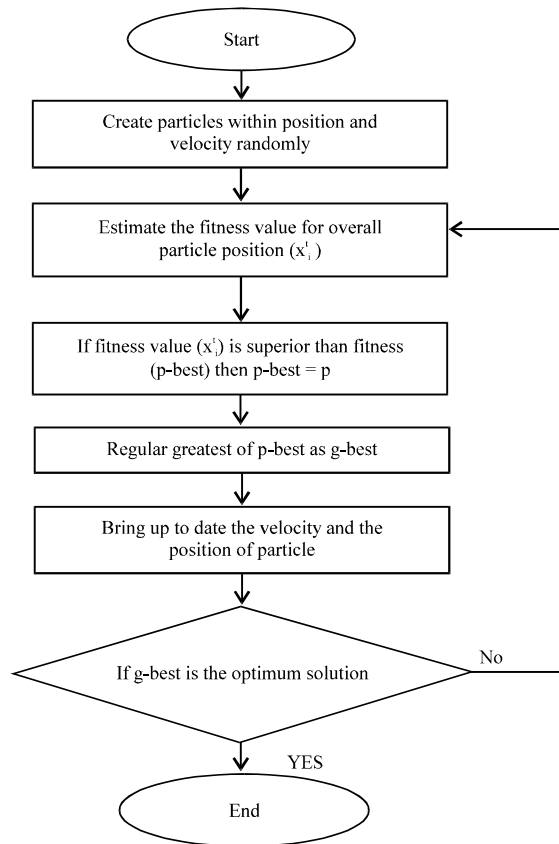 Start
Create particles within position and
velocity randomly
Estimate the fitness value for overall
particle position (xᵗᵢ)
If fitness value (xᵗᵢ) is superior than fitness
(p-best) then p-best = p
Regular greatest of p-best as g-best
Bring up to date the velocity and the
position of particle
If g-best is the optimum solution
No
YES
End